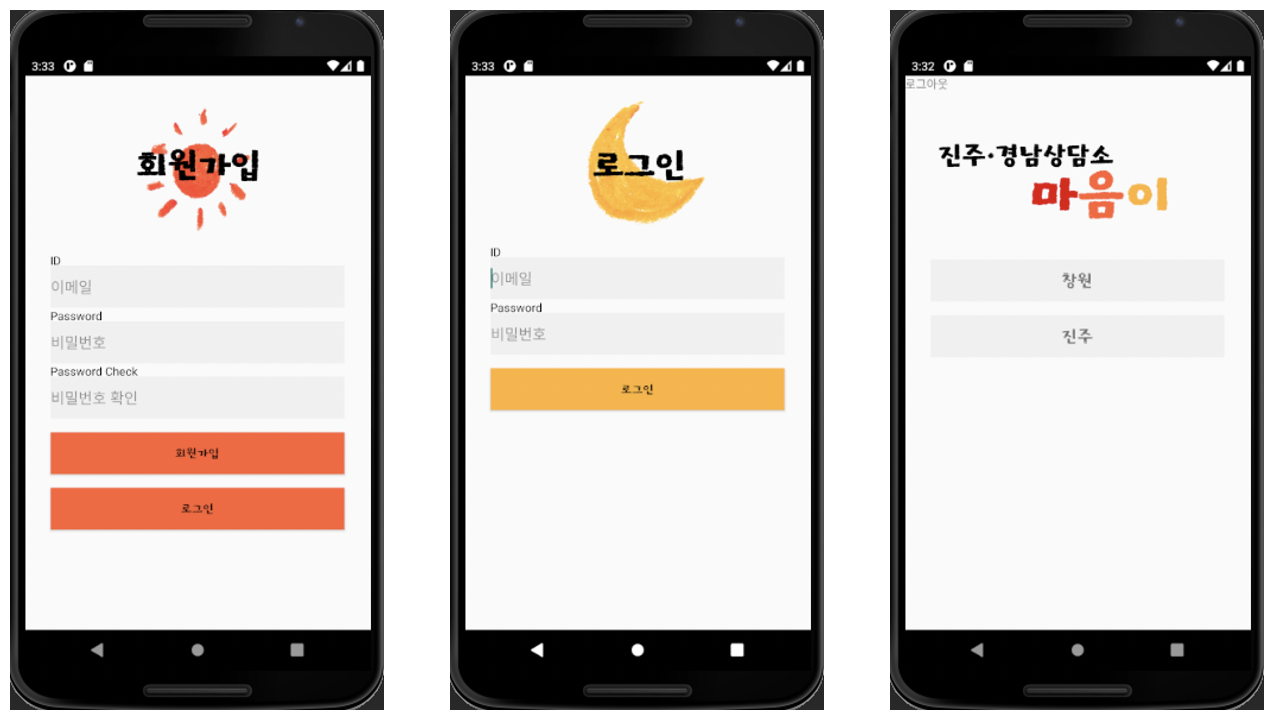 3:33
회원가입
ID
이메일
Password
비밀번호
Password Check
비밀번호 확인
회원가입
로그인
3:33
로그인
ID
이메일
Password
비밀번호
로그인
3:32
로그아웃
진주·경남상담소
마음이
창원
진주